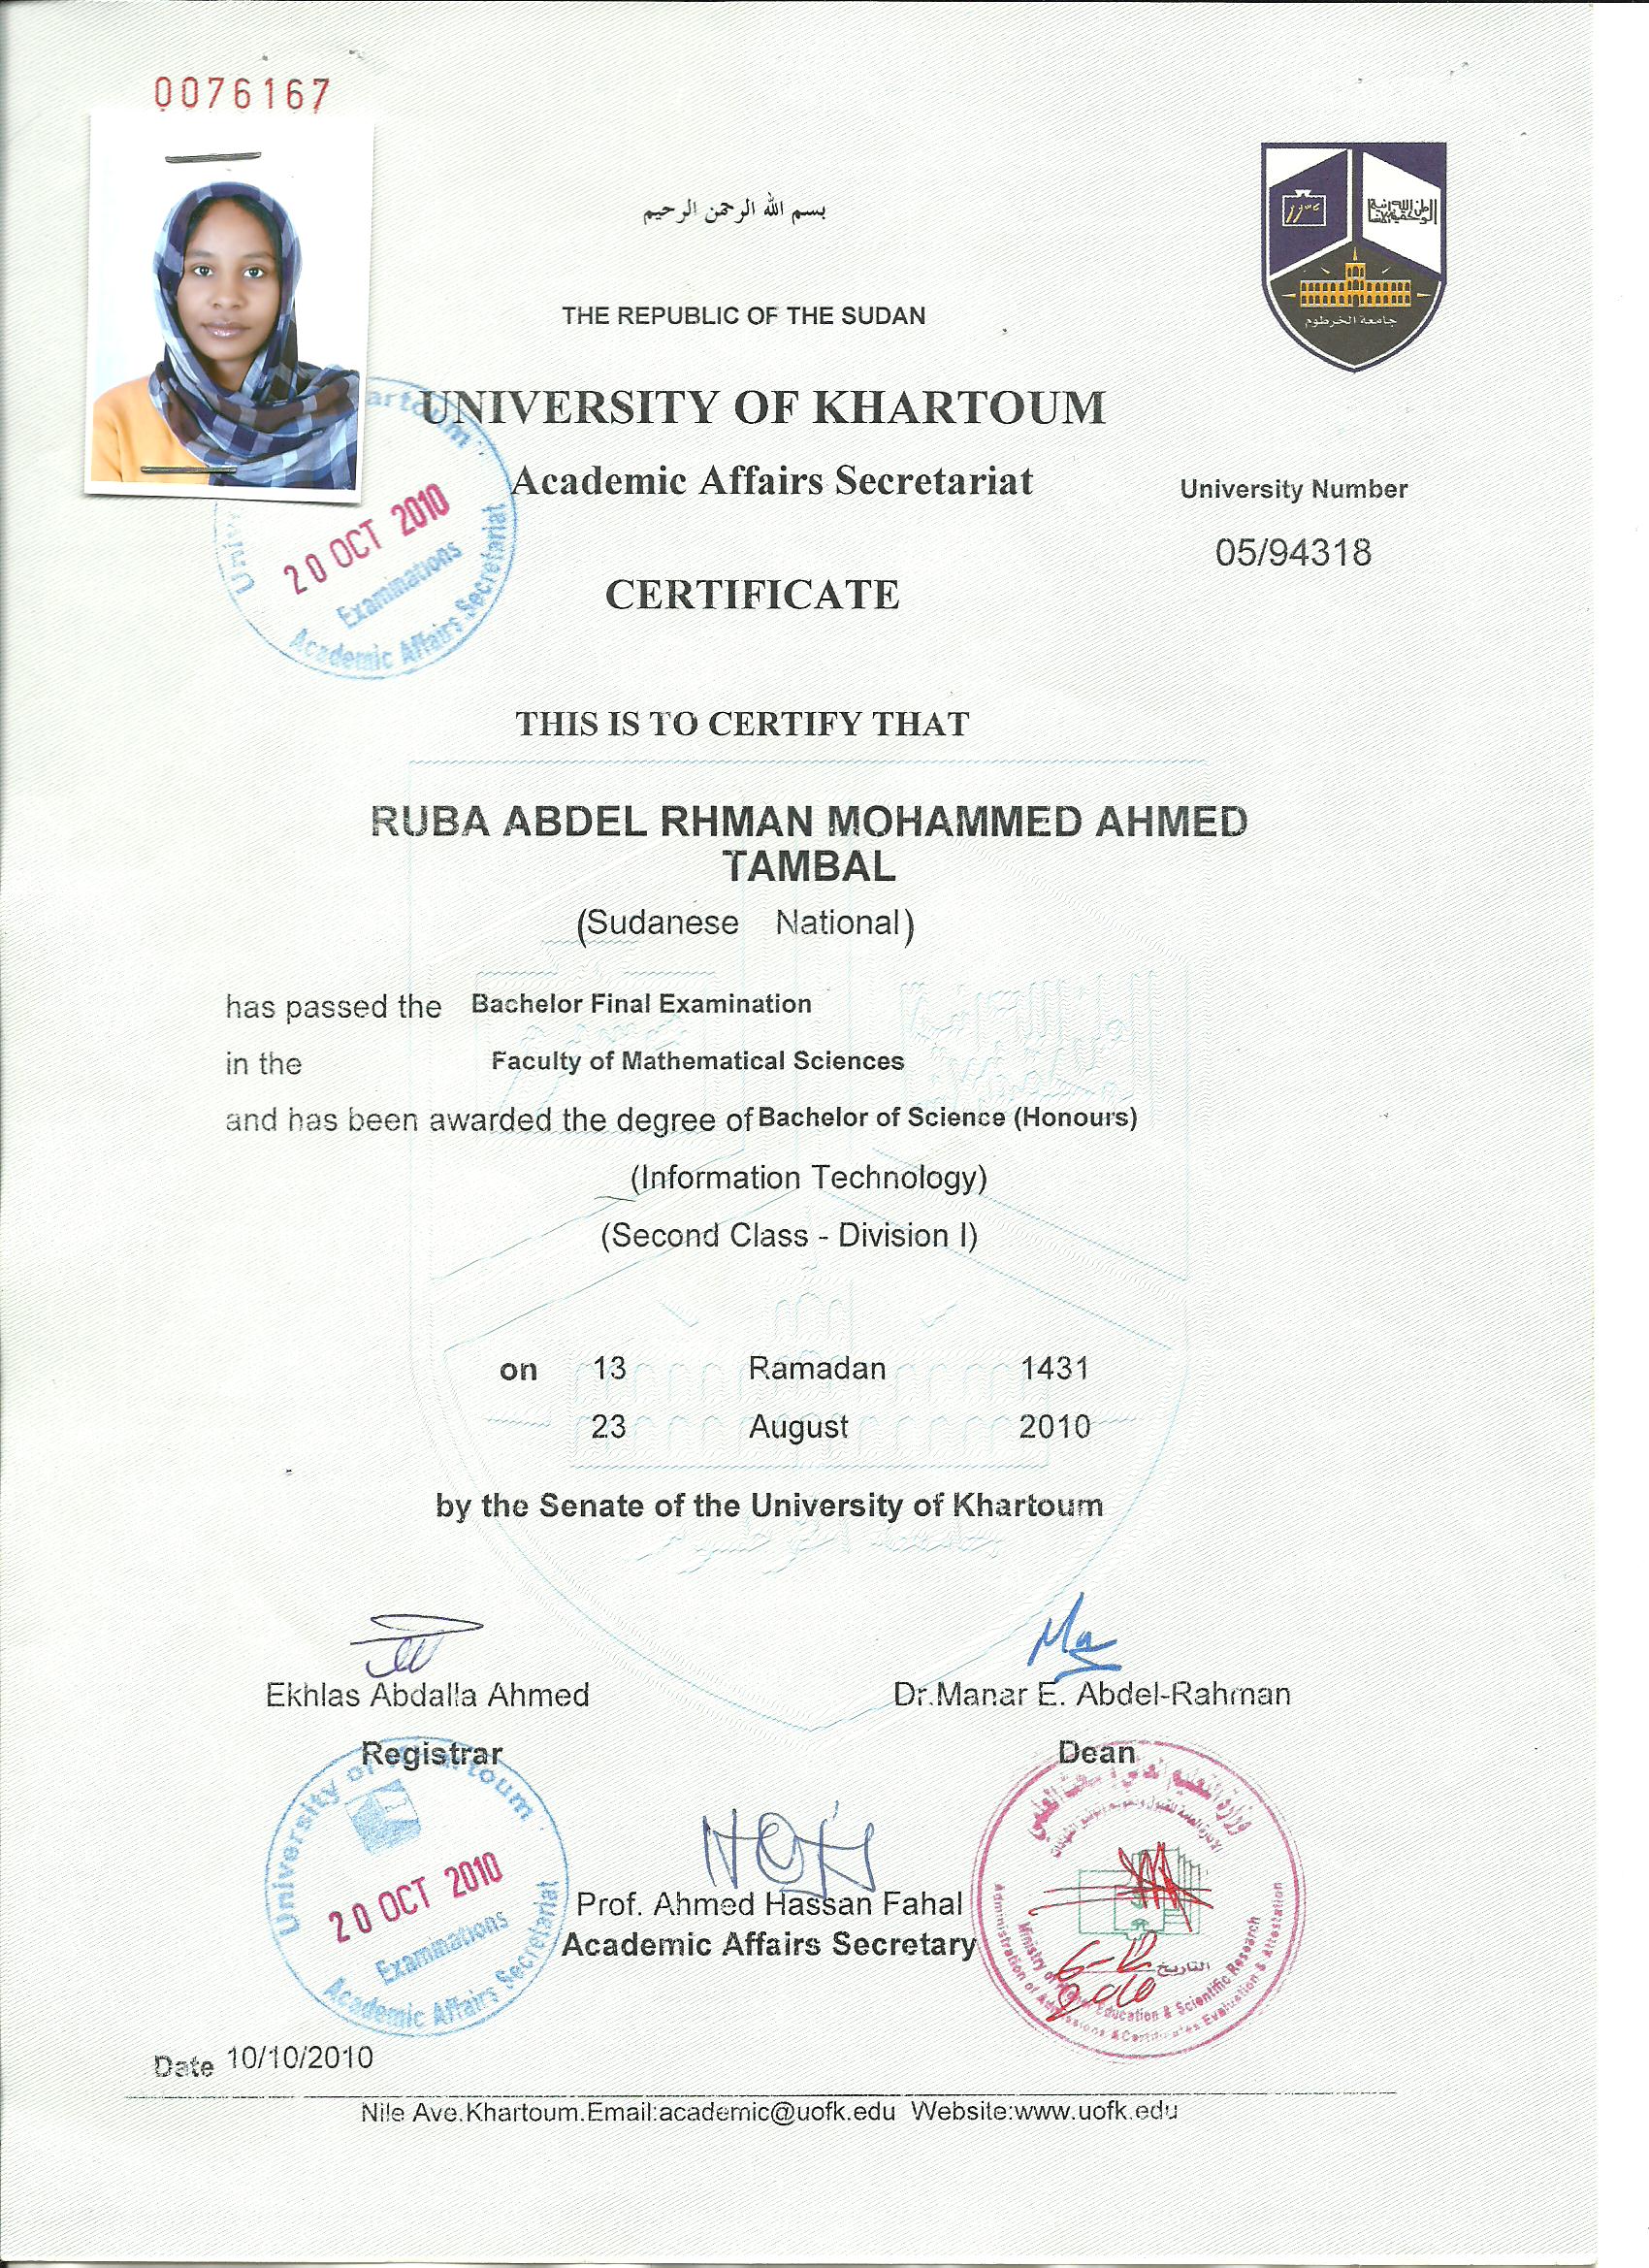 0076167
بسم الله الرحمن الرحيم
THE REPUBLIC OF THE SUDAN
جامعة الخرطوم
UNIVERSITY OF KHARTOUM
Academic Affairs Secretariat
University Number
05/94318
20 OCT 2010
Examinations
Academic Affairs Secretariat
CERTIFICATE
THIS IS TO CERTIFY THAT
RUBA ABDEL RHMAN MOHAMMED AHMED
TAMBAL
(Sudanese National)
has passed the Bachelor Final Examination
in the Faculty of Mathematical Sciences
and has been awarded the degree of Bachelor of Science (Honours)
(Information Technology)
(Second Class - Division I)
on 13 Ramadan 1431
23 August 2010
by the Senate of the University of Khartoum
Ekhlas Abdalla Ahmed
Dr.Manar E. Abdel-Rahman
Registrar
Dean
University of Khartoum
20 OCT 2010
Examinations
Academic Affairs Secretariat
Prof. Ahmed Hassan Fahal
Academic Affairs Secretary
وزارة التعليم العالي والبحث العلمي
التاريخ
Ministry of Higher Education & Scientific Research
Administration of Admissions & Certificates Evaluation & Attestation
Date 10/10/2010
Nile Ave.Khartoum.Email:academic@uofk.edu Website:www.uofk.edu